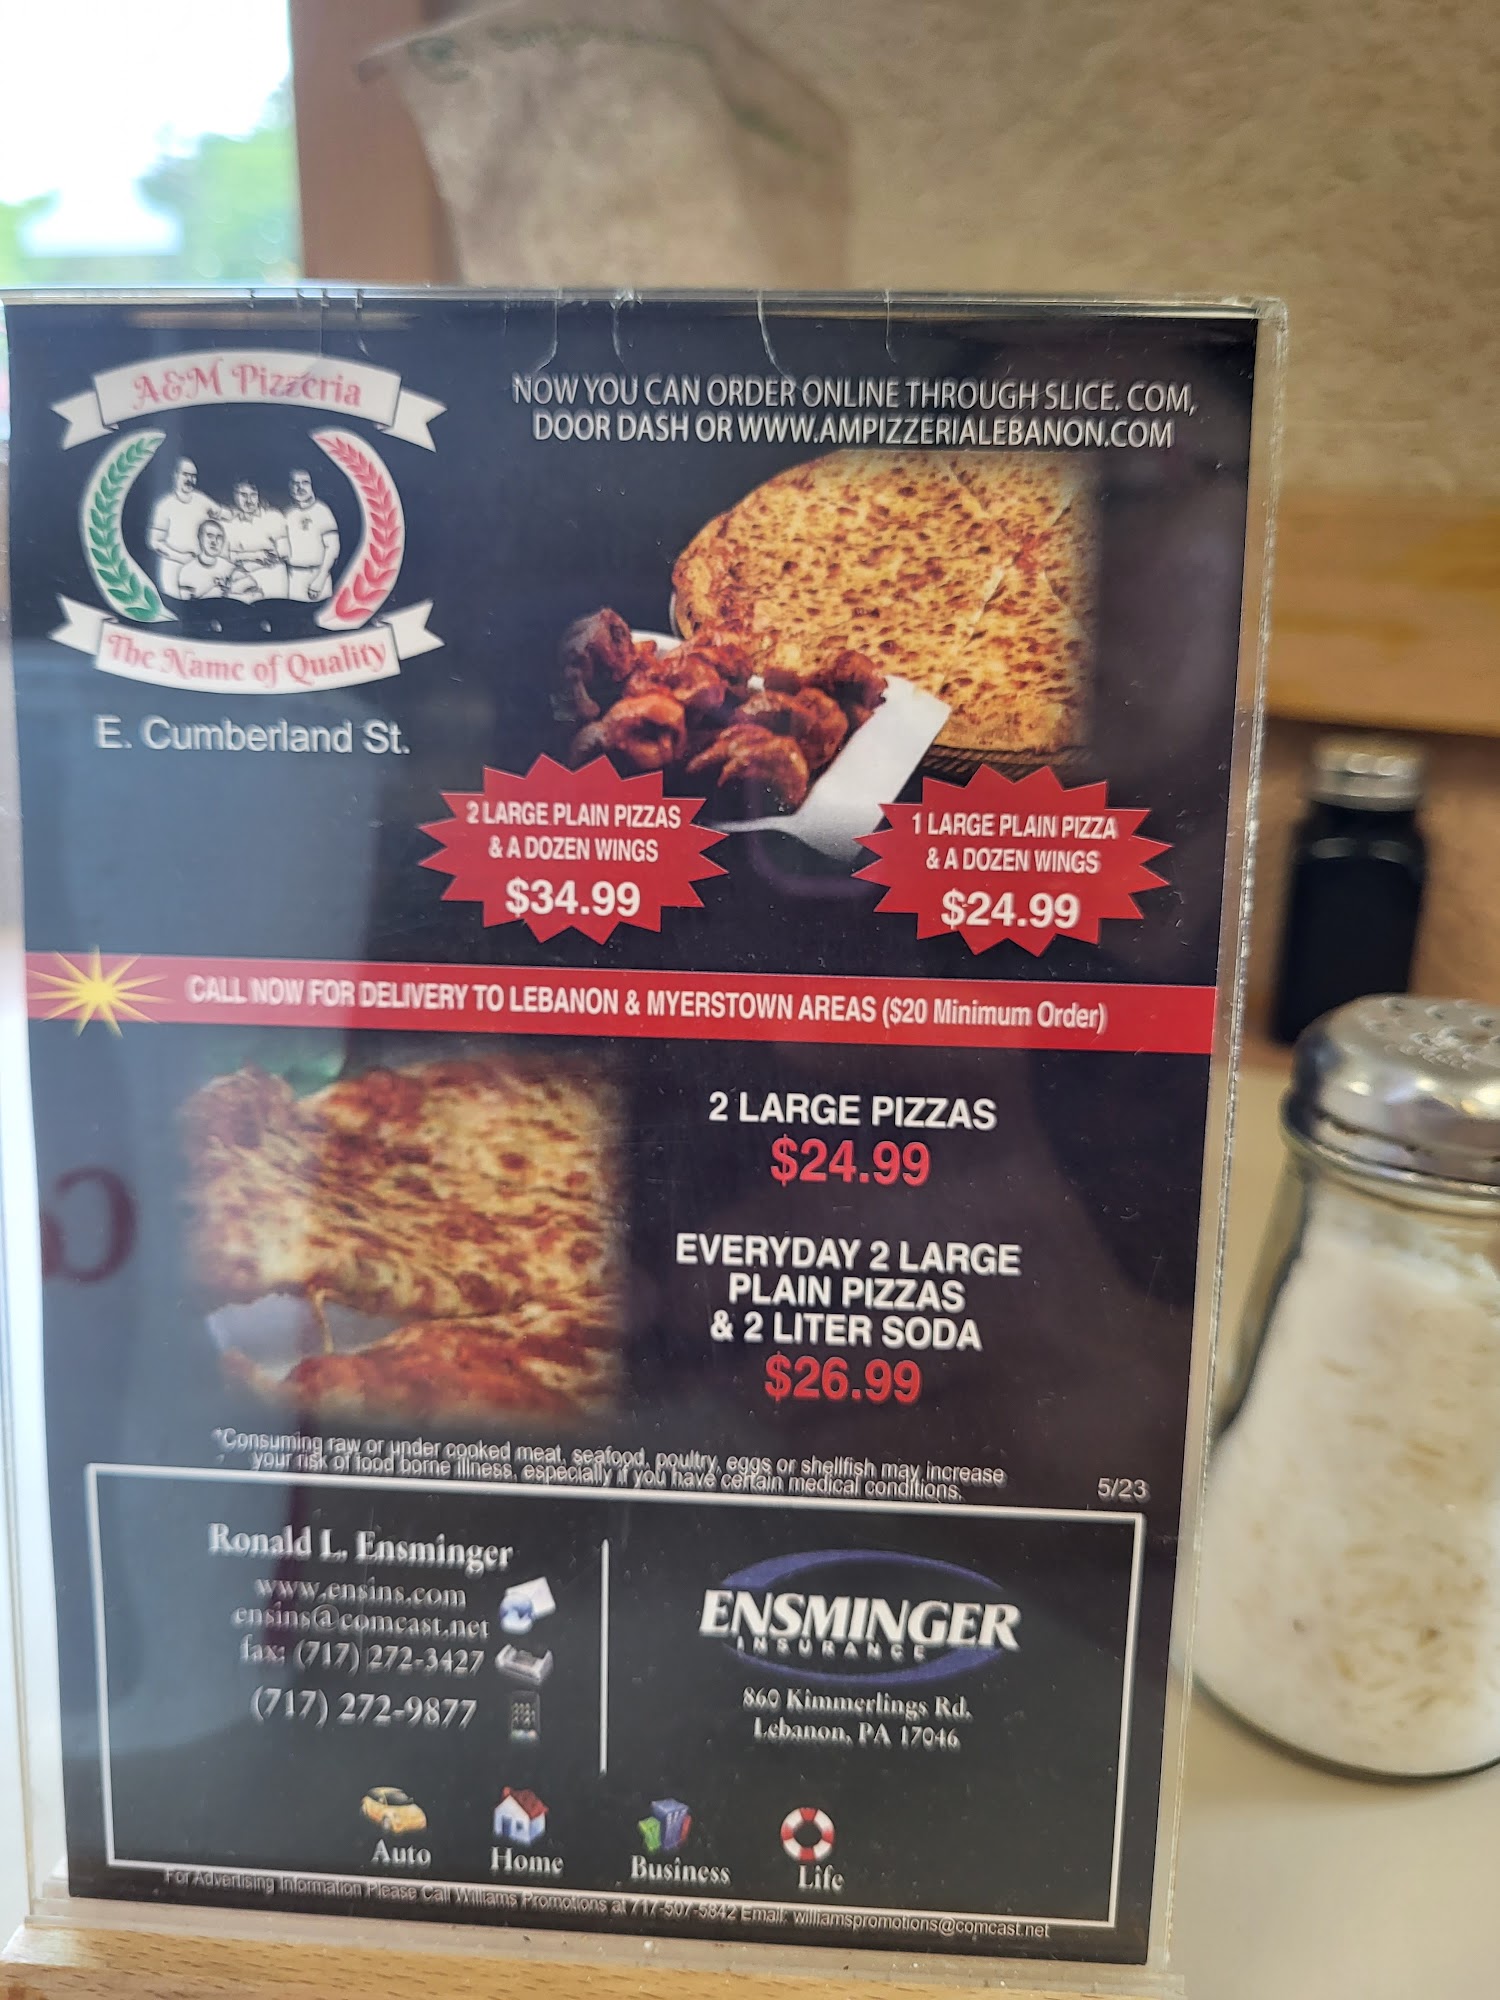 A&M Pizzeria
The Name of Quality
E. Cumberland St.
NOW YOU CAN ORDER ONLINE THROUGH SLICE. COM,
DOOR DASH OR WWW.AMPIZZERIALEBANON.COM
2 LARGE PLAIN PIZZAS
& A DOZEN WINGS
$34.99
1 LARGE PLAIN PIZZA
& A DOZEN WINGS
$24.99
CALL NOW FOR DELIVERY TO LEBANON & MYERSTOWN AREAS ($20 Minimum Order)
2 LARGE PIZZAS
$24.99
EVERYDAY 2 LARGE
PLAIN PIZZAS
& 2 LITER SODA
$26.99
*Consuming raw or under cooked meat, seafood, poultry, eggs or shellfish may increase
your risk of food borne illness, especially if you have certain medical conditions.
5/23
Ronald L. Ensminger
www.ensins.com
ensins@comcast.net
fax: (717) 272-3427
(717) 272-9877
ENSMINGER
INSURANCE
860 Kimmerlings Rd.
Lebanon, PA 17046
Auto
Home
Business
Life
For Advertising Information Please Call Williams Promotions at 717-507-5842 Email: williamspromotions@comcast.net